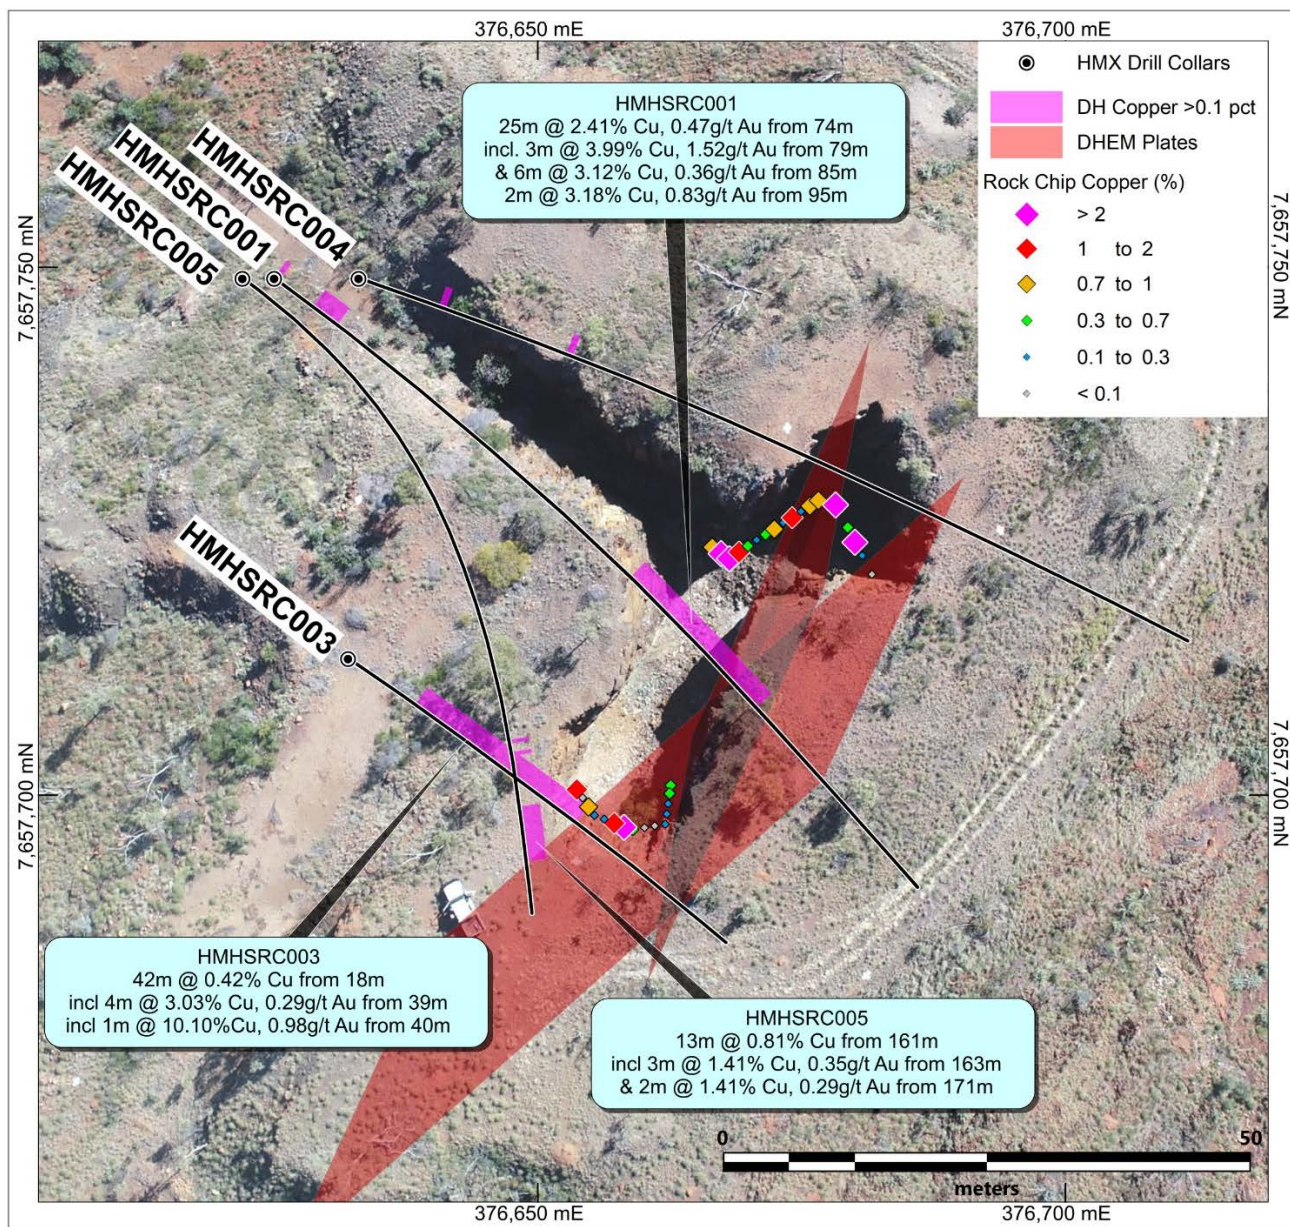 376,650 mE
376,700 mE
HMX Drill Collars
DH Copper >0.1 pct
DHEM Plates
Rock Chip Copper (%)
> 2
1 to 2
0.7 to 1
0.3 to 0.7
0.1 to 0.3
< 0.1
HMHSRC001
25m @ 2.41% Cu, 0.47g/t Au from 74m
incl. 3m @ 3.99% Cu, 1.52g/t Au from 79m
& 6m @ 3.12% Cu, 0.36g/t Au from 85m
2m @ 3.18% Cu, 0.83g/t Au from 95m
HMHSRC004
HMHSRC001
HMHSRC005
7,657,750 mN
7,657,750 mN
HMHSRC003
7,657,700 mN
7,657,700 mN
HMHSRC003
42m @ 0.42% Cu from 18m
incl 4m @ 3.03% Cu, 0.29g/t Au from 39m
incl 1m @ 10.10%Cu, 0.98g/t Au from 40m
HMHSRC005
13m @ 0.81% Cu from 161m
incl 3m @ 1.41% Cu, 0.35g/t Au from 163m
& 2m @ 1.41% Cu, 0.29g/t Au from 171m
0
50
meters
376,650 mE
376,700 mE